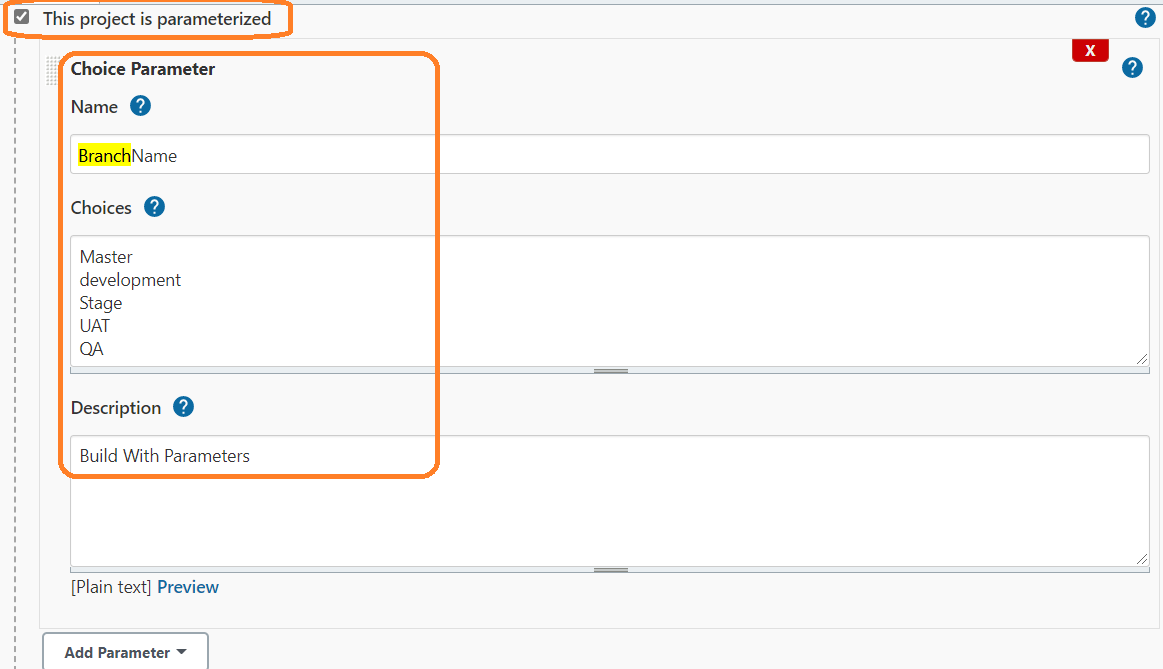 This project is parameterized
?
X
Choice Parameter
?
Name ?
BranchName
Choices ?
Master
development
Stage
UAT
QA
Description ?
Build With Parameters
[Plain text] Preview
Add Parameter